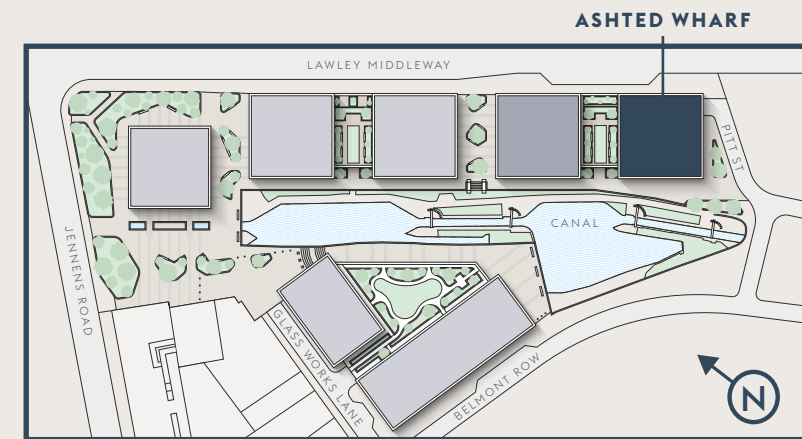 ASHTED WHARF
LAWLEY MIDDLEWAY
PITT ST
CANAL
JENNENS ROAD
GLASS WORKS LANE
BELMONT ROW
N